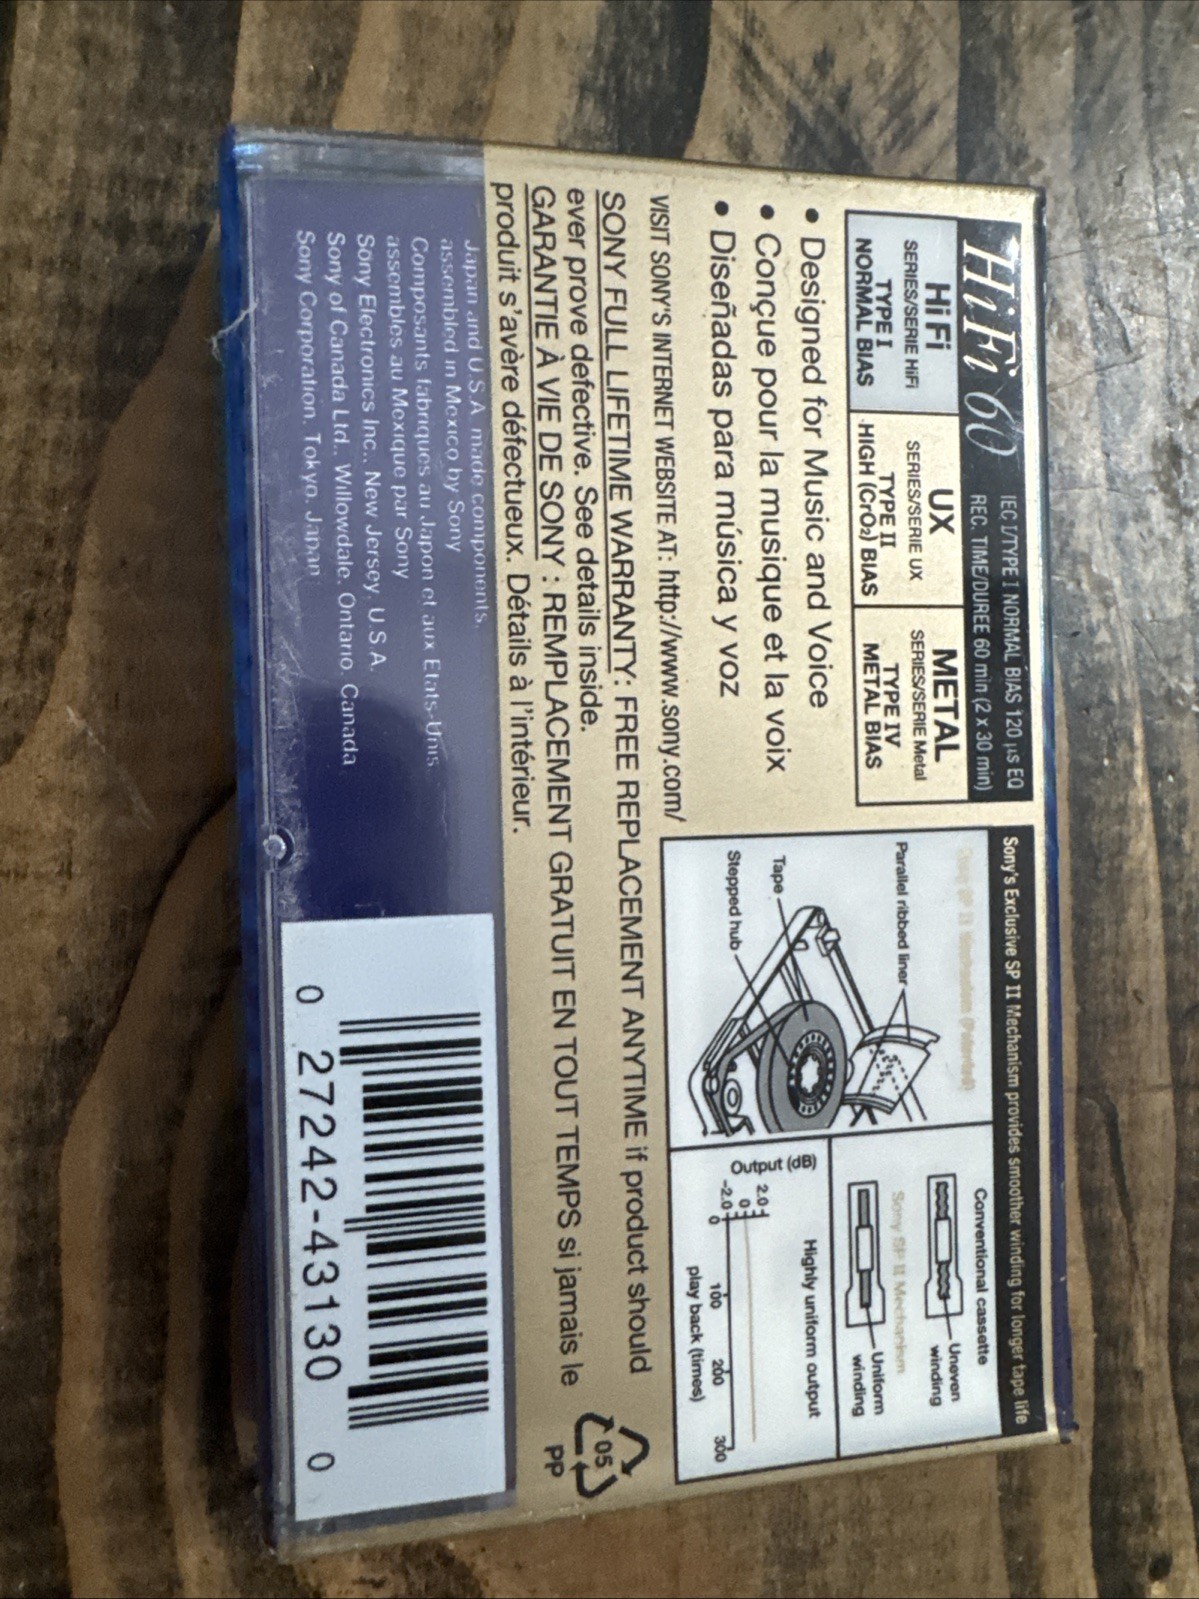 HiFi 60
IEC I/TYPE I NORMAL BIAS 120 µs EQ
REC. TIME/DUREE 60 min (2 x 30 min)
HiFi
SERIES/SERIE HiFi
TYPE I
NORMAL BIAS
UX
SERIES/SERIE UX
TYPE II
HIGH (CrO2) BIAS
METAL
SERIES/SERIE Metal
TYPE IV
METAL BIAS
• Designed for Music and Voice
• Conçue pour la musique et la voix
• Diseñadas para música y voz
VISIT SONY'S INTERNET WEBSITE AT: http://www.sony.com/
Sony's Exclusive SP II Mechanism provides smoother winding for longer tape life
Sony SP II Mechanism (Patented)
Parallel ribbed liner
Tape
Stepped hub
Conventional cassette
Uneven
winding
Sony SP II Mechanism
Uniform
winding
Highly uniform output
Output (dB)
2.0
0
-2.0
0 100 200 300
play back (times)
SONY FULL LIFETIME WARRANTY: FREE REPLACEMENT ANYTIME if product should
ever prove defective. See details inside.
GARANTIE À VIE DE SONY : REMPLACEMENT GRATUIT EN TOUT TEMPS si jamais le
produit s'avère défectueux. Détails à l'intérieur.
05
PP
Japan and U.S.A. made components,
assembled in Mexico by Sony
Composants fabriques au Japon et aux Etats-Unis
assembles au Mexique par Sony
Sony Electronics Inc., New Jersey, U.S.A.
Sony of Canada Ltd., Willowdale, Ontario, Canada
Sony Corporation, Tokyo, Japan
0 27242-43130 0